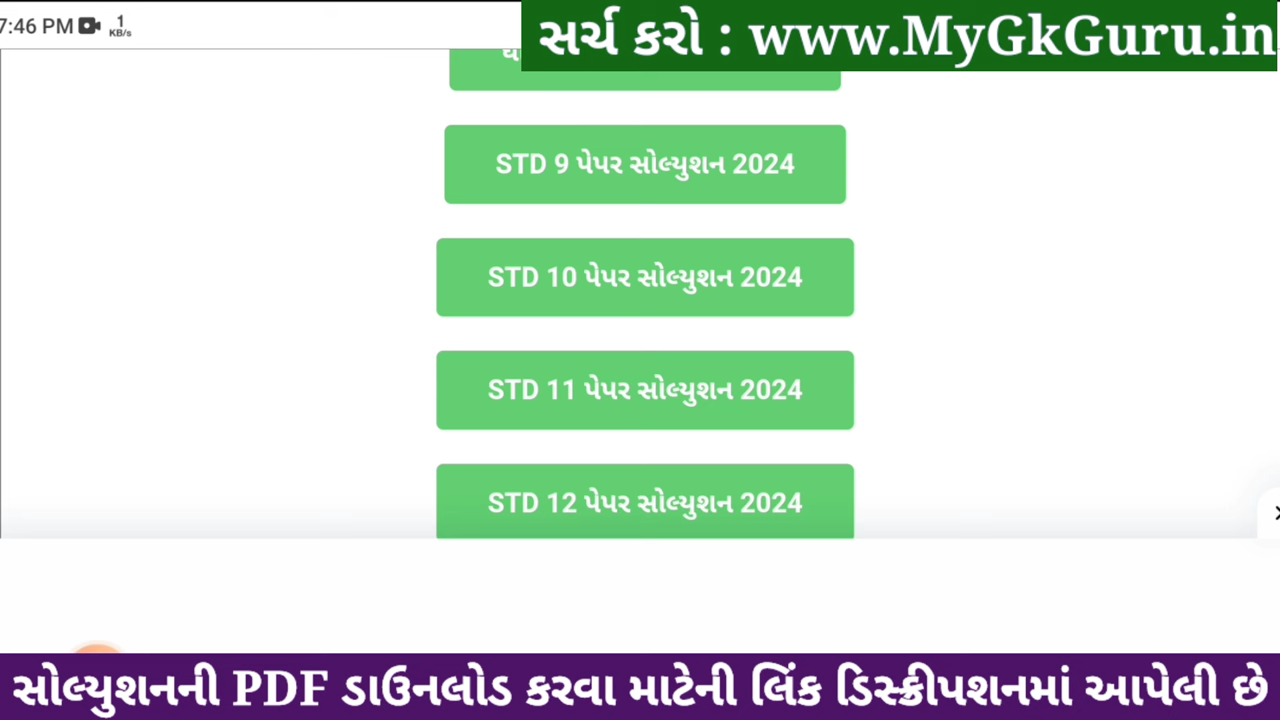 7:46 PM 1 KB/s
સર્ચ કરો : www.MyGkGuru.in
STD 9 પેપર સોલ્યુશન 2024
STD 10 પેપર સોલ્યુશન 2024
STD 11 પેપર સોલ્યુશન 2024
STD 12 પેપર સોલ્યુશન 2024
સોલ્યુશનની PDF ડાઉનલોડ કરવા માટેની લિંક ડિસ્ક્રીપશનમાં આપેલી છે